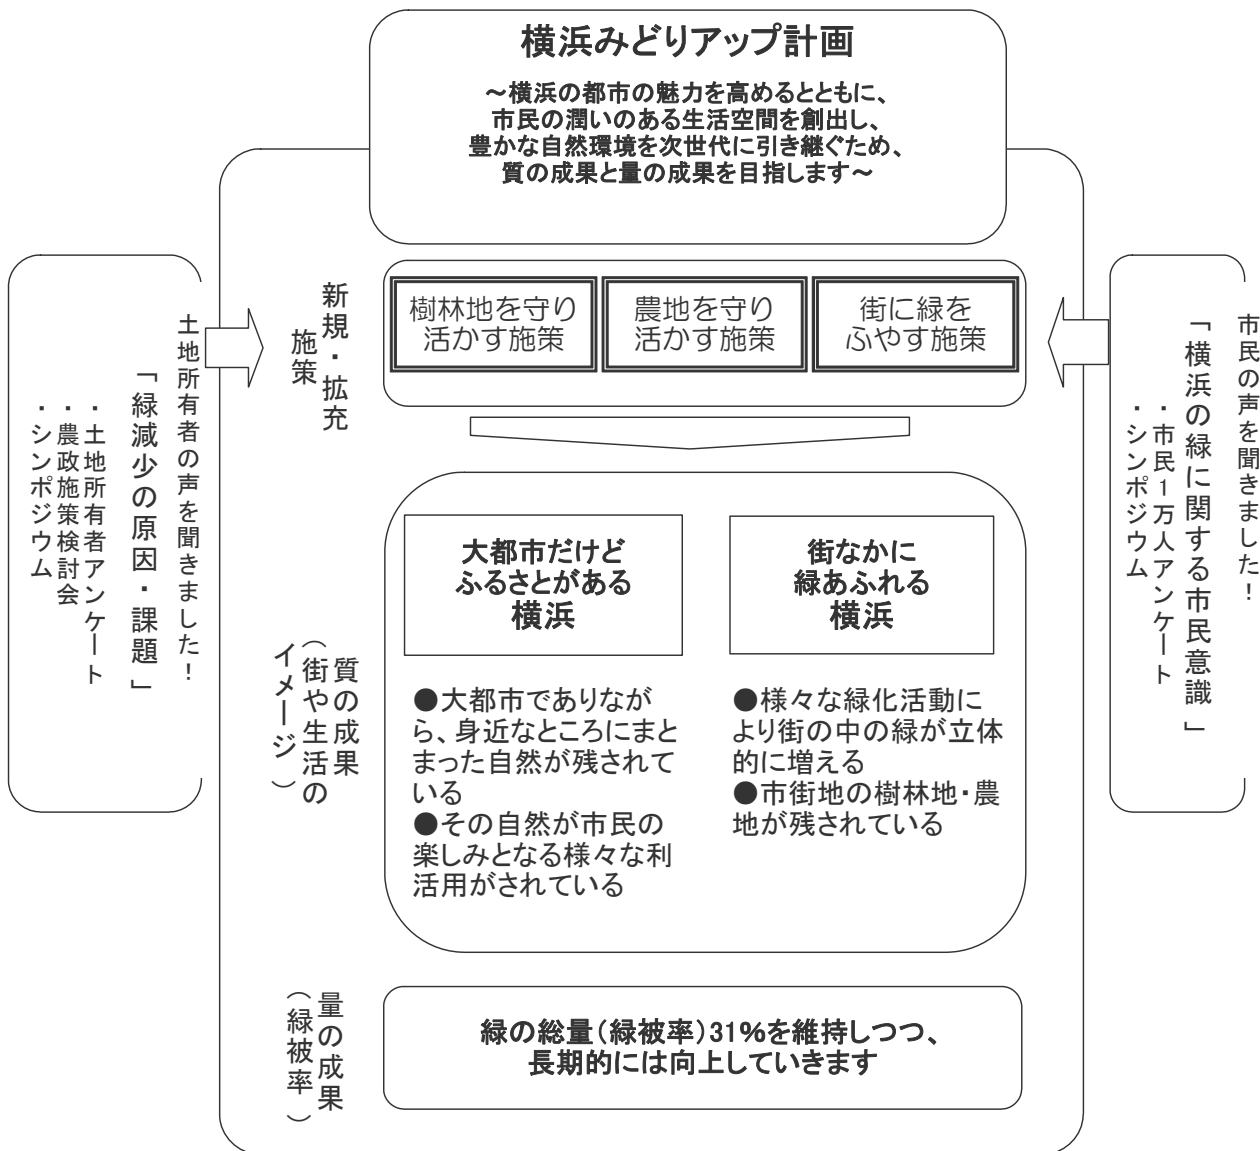 横浜みどりアップ計画
~横浜の都市の魅力を高めるとともに、
市民の潤いのある生活空間を創出し、
豊かな自然環境を次世代に引き継ぐため、
質の成果と量の成果を目指します~
土地所有者の声を聞きました!
「緑減少の原因・課題」
・土地所有者アンケート
・農政施策検討会
・シンポジウム
新規・拡充
施策
樹林地を守り
活かす施策
農地を守り
活かす施策
街に緑を
ふやす施策
市民の声を聞きました!
「横浜の緑に関する市民意識」
・市民1万人アンケート
・シンポジウム
質の成果
(街や生活の
イメージ)
大都市だけど
ふるさとがある
横浜
●大都市でありなが
ら、身近なところにまと
まった自然が残されて
いる
●その自然が市民の
楽しみとなる様々な利
活用がされている
街なかに
緑あふれる
横浜
●様々な緑化活動に
より街の中の緑が立体
的に増える
●市街地の樹林地・農
地が残されている
量の成果
(緑被率)
緑の総量(緑被率)31%を維持しつつ、
長期的には向上していきます